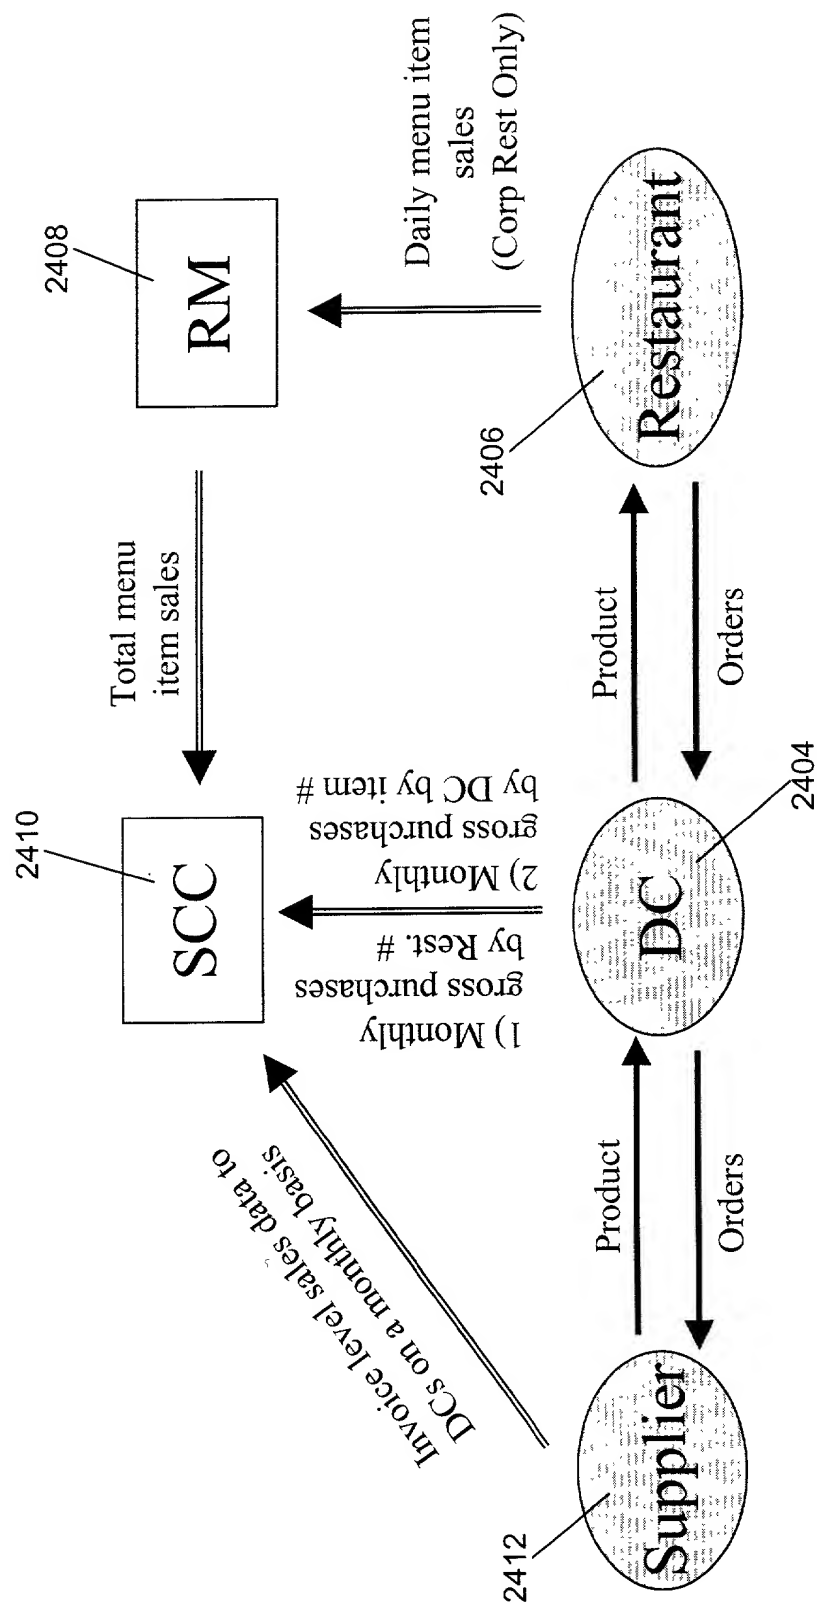 2410
SCC
Total menu
item sales
2408
RM
Invoice level sales data to
DCs on a monthly basis
1) Monthly
gross purchases
by Rest. #
2) Monthly
gross purchases
by DC by item #
Daily menu item
sales
(Corp Rest Only)
2412
Supplier
Product
Orders
DC
2404
Product
Orders
2406
Restaurant